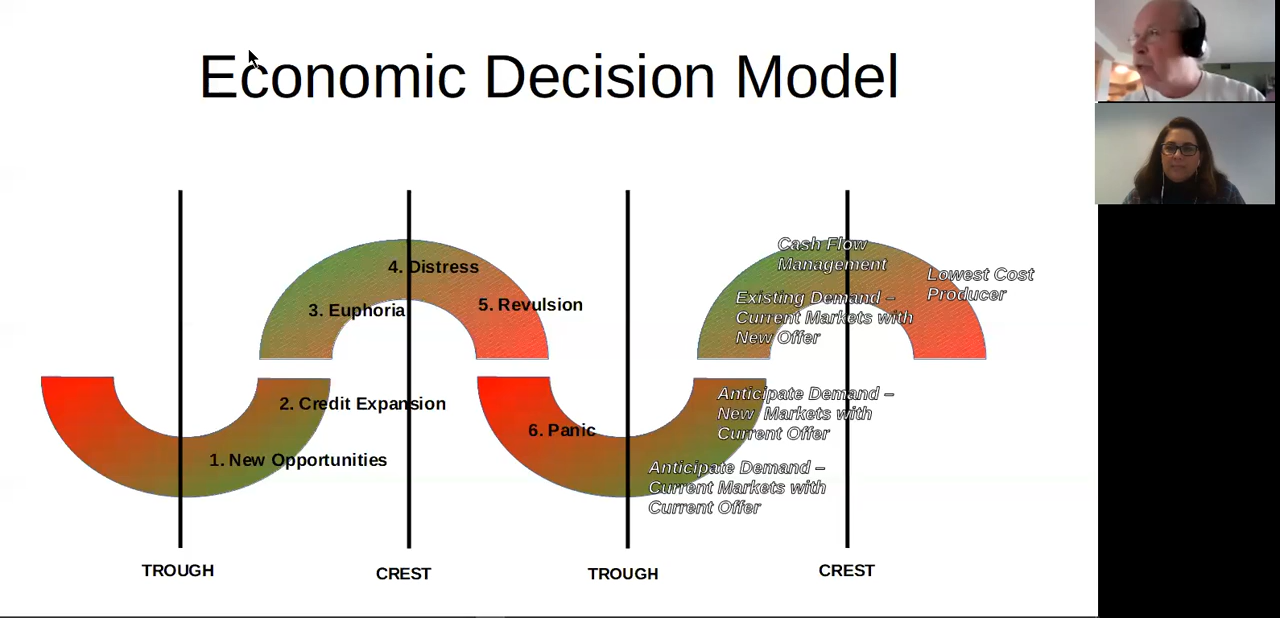 Economic Decision Model
4. Distress
3. Euphoria
5. Revulsion
2. Credit Expansion
1. New Opportunities
6. Panic
Cash Flow
Management
Lowest Cost
Producer
Existing Demand –
Current Markets with
New Offer
Anticipate Demand –
New Markets with
Current Offer
Anticipate Demand –
Current Markets with
Current Offer
TROUGH
CREST
TROUGH
CREST